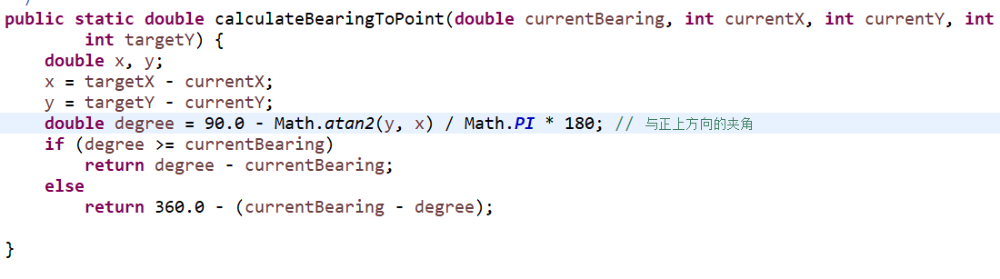 public static double calculateBearingToPoint(double currentBearing, int currentX, int currentY, int
int targetY) {
double x, y;
x = targetX - currentX;
y = targetY - currentY;
double degree = 90.0 - Math.atan2(y, x) / Math.PI * 180; // 与正上方向的夹角
if (degree >= currentBearing)
return degree - currentBearing;
else
return 360.0 - (currentBearing - degree);
}